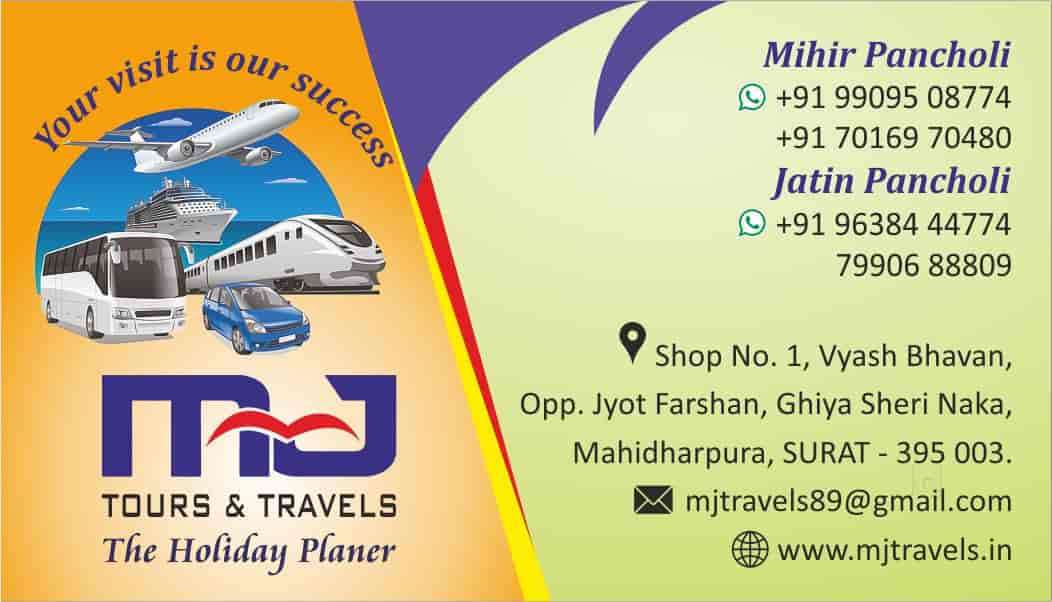 Your visit is our success
MJ
TOURS & TRAVELS
The Holiday Planer
Mihir Pancholi
+91 99095 08774
+91 70169 70480
Jatin Pancholi
+91 96384 44774
79906 88809
Shop No. 1, Vyash Bhavan,
Opp. Jyot Farshan, Ghiya Sheri Naka,
Mahidharpura, SURAT - 395 003.
mjtravels89@gmail.com
www.mjtravels.in